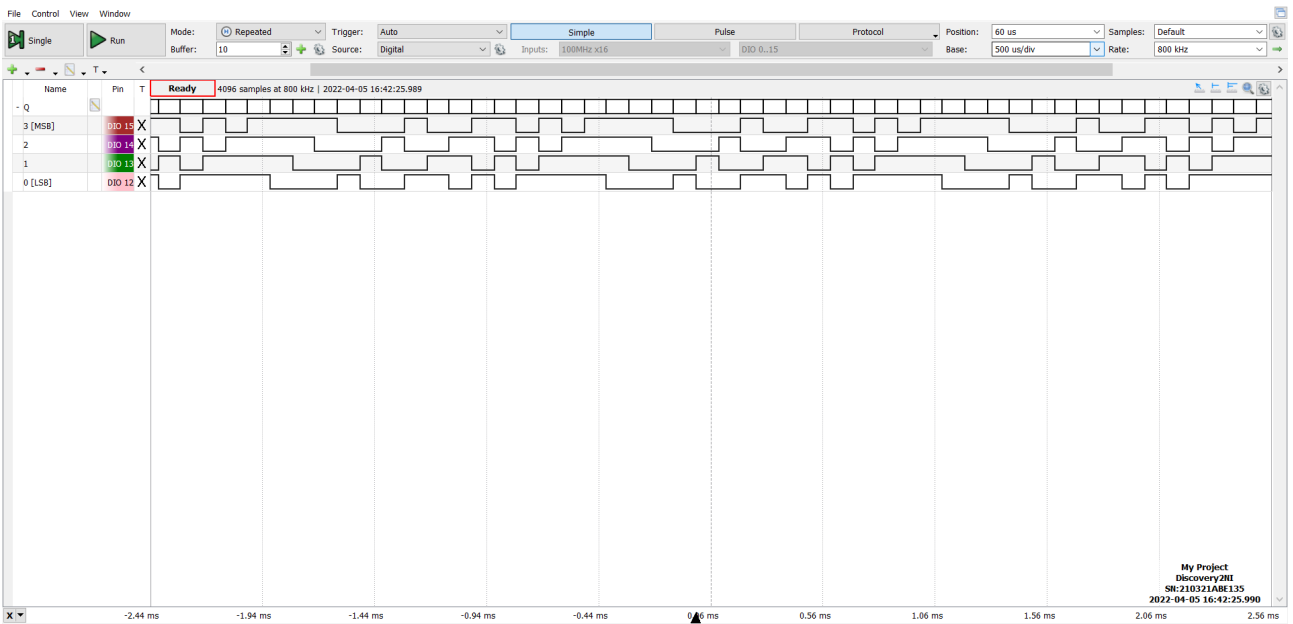 File Control View Window
Single Run Mode: Repeated Trigger: Auto Simple Pulse Protocol Position: 60 us Samples: Default
Buffer: 10 Source: Digital Inputs: 100MHz x16 DIO 0..15 Base: 500 us/div Rate: 800 kHz
T
Name Pin T Ready 4096 samples at 800 kHz | 2022-04-05 16:42:25.989
- Q
3 [MSB] DIO 15 X
2 DIO 14 X
1 DIO 13 X
0 [LSB] DIO 12 X
My Project
Discovery2NI
SN:210321ABE135
2022-04-05 16:42:25.990
X -2.44 ms -1.94 ms -1.44 ms -0.94 ms -0.44 ms ms 0.56 ms 1.06 ms 1.56 ms 2.06 ms 2.56 ms